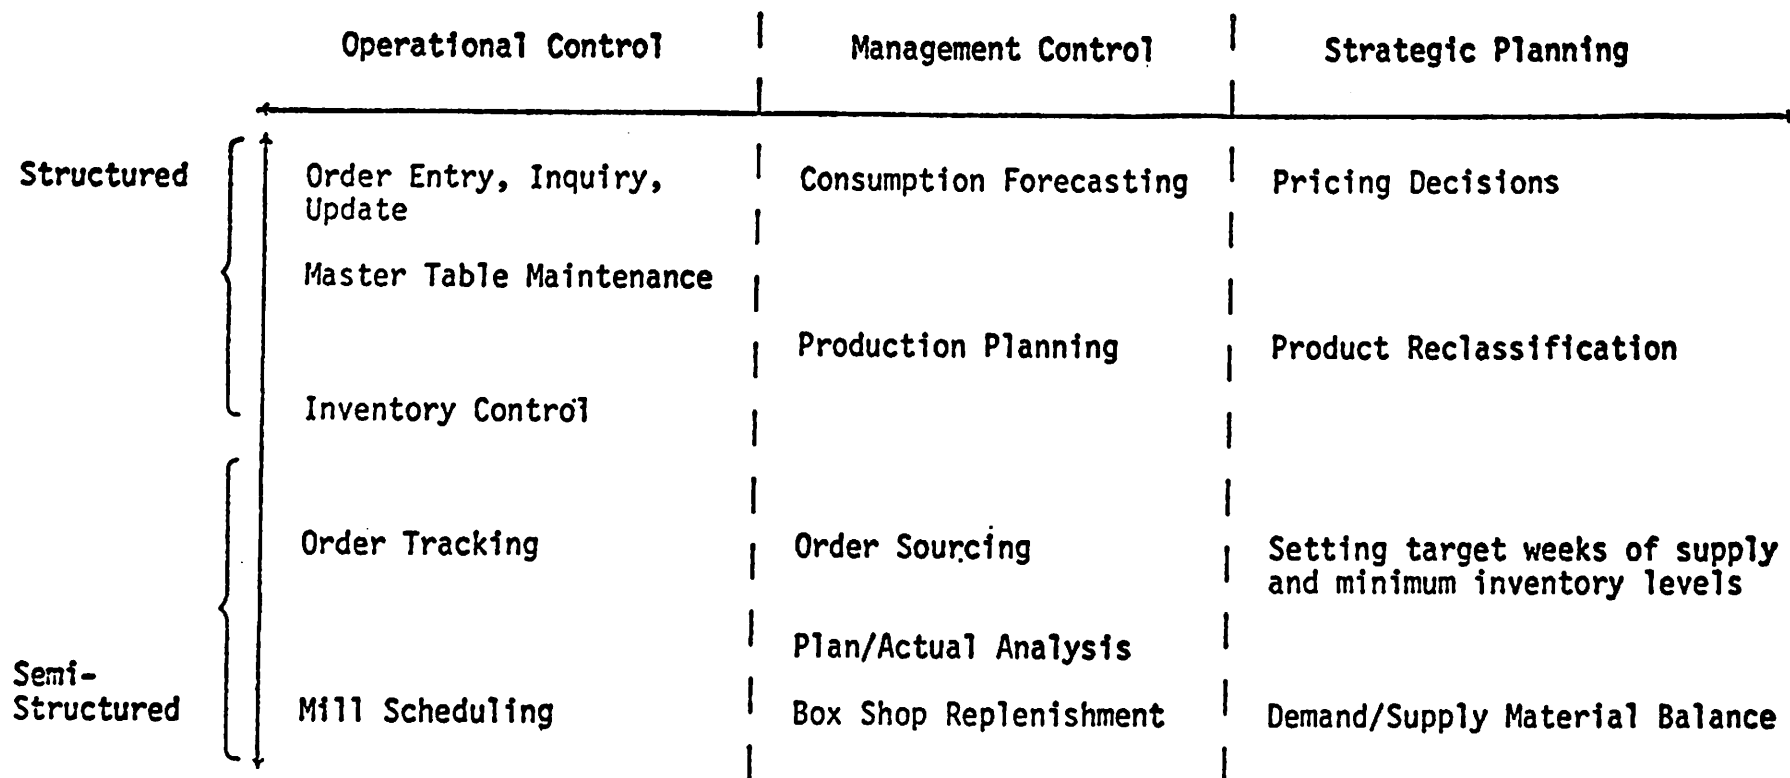 Operational Control
Management Control
Strategic Planning
Structured
Order Entry, Inquiry,
Update
Consumption Forecasting
Pricing Decisions
Master Table Maintenance
Production Planning
Product Reclassification
Inventory Control
Order Tracking
Order Sourcing
Setting target weeks of supply
and minimum inventory levels
Plan/Actual Analysis
Semi-
Structured
Mill Scheduling
Box Shop Replenishment
Demand/Supply Material Balance